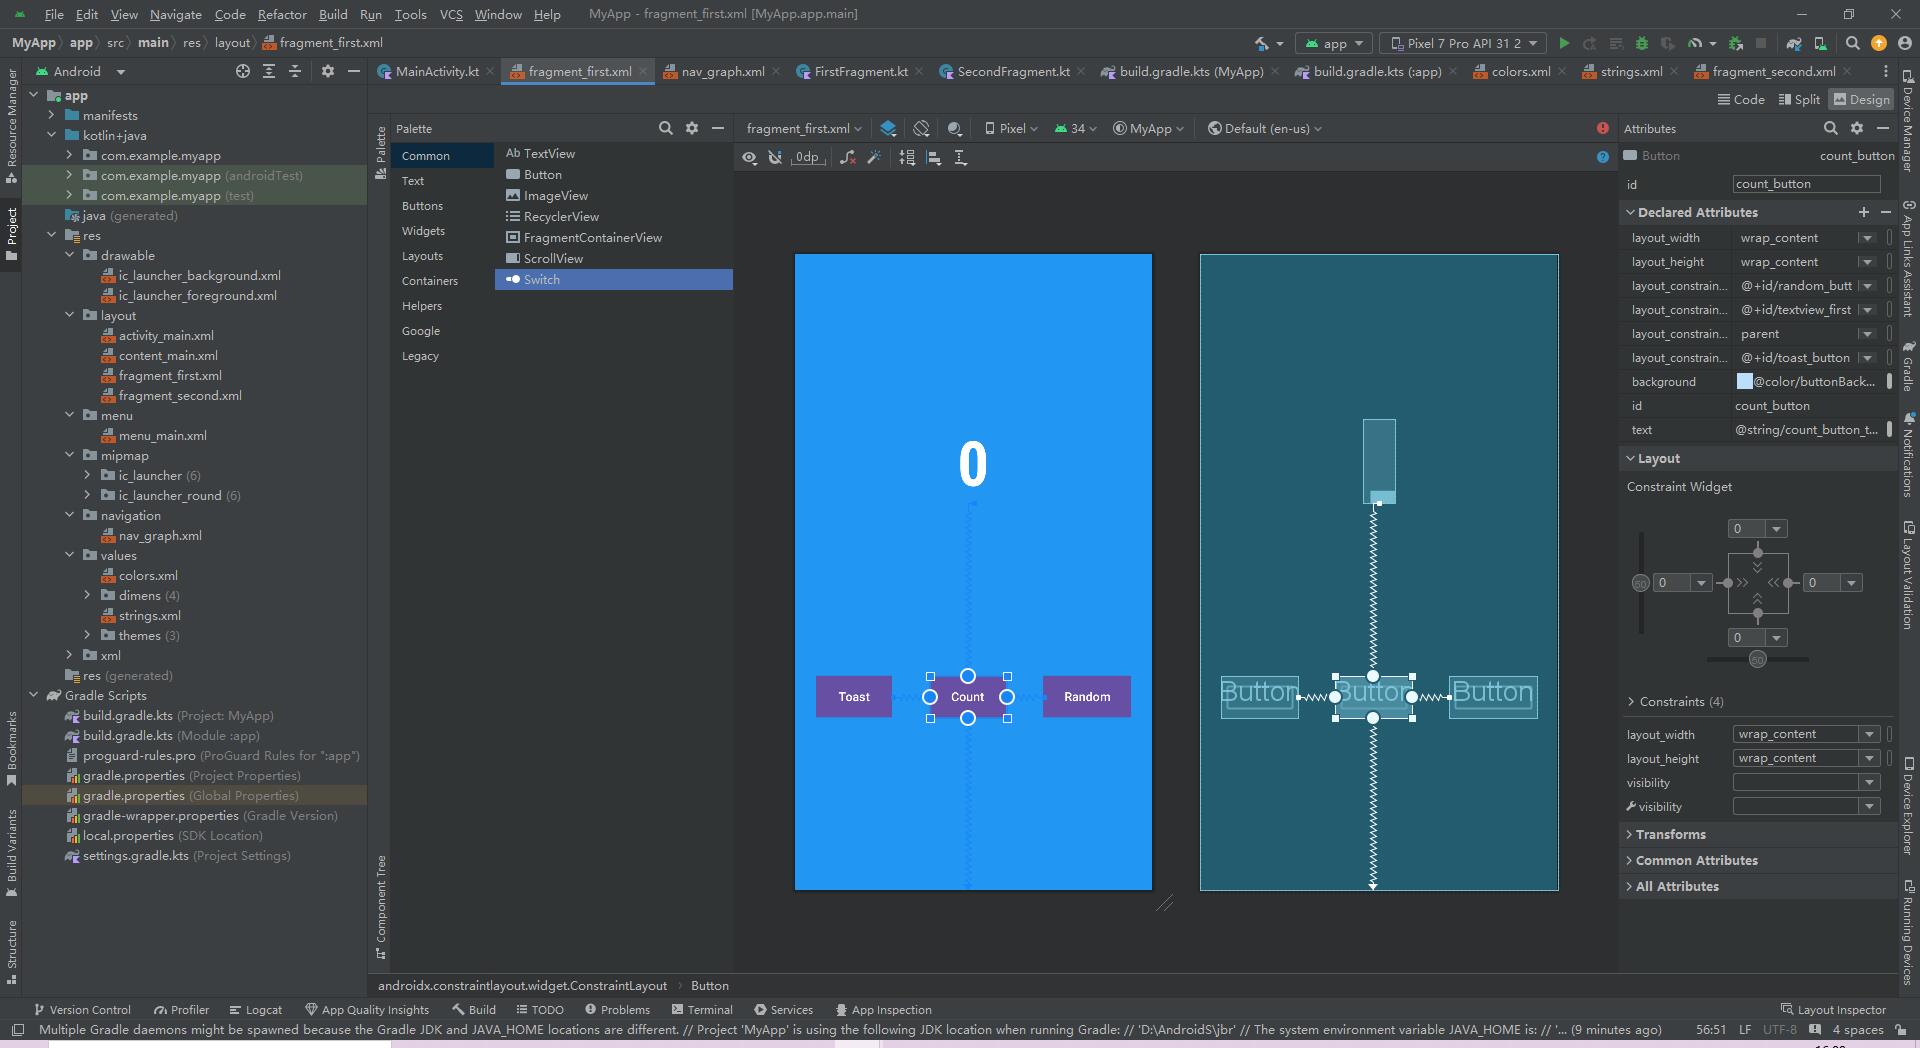 File Edit View Navigate Code Refactor Build Run Tools VCS Window Help MyApp - fragment_first.xml [MyApp.app.main]
MyApp app src main res layout fragment_first.xml app Pixel 7 Pro API 31 2
Resource Manager
Project
Bookmarks
Build Variants
Structure
Android
app
manifests
kotlin+java
com.example.myapp
com.example.myapp (androidTest)
com.example.myapp (test)
java (generated)
res
drawable
ic_launcher_background.xml
ic_launcher_foreground.xml
layout
activity_main.xml
content_main.xml
fragment_first.xml
fragment_second.xml
menu
menu_main.xml
mipmap
ic_launcher (6)
ic_launcher_round (6)
navigation
nav_graph.xml
values
colors.xml
dimens (4)
strings.xml
themes (3)
xml
res (generated)
Gradle Scripts
build.gradle.kts (Project: MyApp)
build.gradle.kts (Module :app)
proguard-rules.pro (ProGuard Rules for ":app")
gradle.properties (Project Properties)
gradle.properties (Global Properties)
gradle-wrapper.properties (Gradle Version)
local.properties (SDK Location)
settings.gradle.kts (Project Settings)
MainActivity.kt fragment_first.xml nav_graph.xml FirstFragment.kt SecondFragment.kt build.gradle.kts (MyApp) build.gradle.kts (:app) colors.xml strings.xml fragment_second.xml
Code Split Design
Palette
Component Tree
Palette
Common
Text
Buttons
Widgets
Layouts
Containers
Helpers
Google
Legacy
Ab TextView
Button
ImageView
RecyclerView
FragmentContainerView
ScrollView
Switch
fragment_first.xml Pixel 34 MyApp Default (en-us)
0dp
0
Toast Count Random
Button Button Button
Attributes
Button count_button
id count_button
Declared Attributes
layout_width wrap_content
layout_height wrap_content
layout_constrain... @+id/random_butt
layout_constrain... @+id/textview_first
layout_constrain... parent
layout_constrain... @+id/toast_button
background @color/buttonBack...
id count_button
text @string/count_button_t...
Layout
Constraint Widget
0
50 0 0
0
50
Constraints (4)
layout_width wrap_content
layout_height wrap_content
visibility
visibility
Transforms
Common Attributes
All Attributes
Device Manager
App Links Assistant
Gradle
Notifications
Layout Validation
Device Explorer
Running Devices
androidx.constraintlayout.widget.ConstraintLayout Button
Version Control Profiler Logcat App Quality Insights Build TODO Problems Terminal Services App Inspection Layout Inspector
Multiple Gradle daemons might be spawned because the Gradle JDK and JAVA_HOME locations are different. // Project 'MyApp' is using the following JDK location when running Gradle: // 'D:\AndroidS\jbr' // The system environment variable JAVA_HOME is: // '... (9 minutes ago) 56:51 LF UTF-8 4 spaces